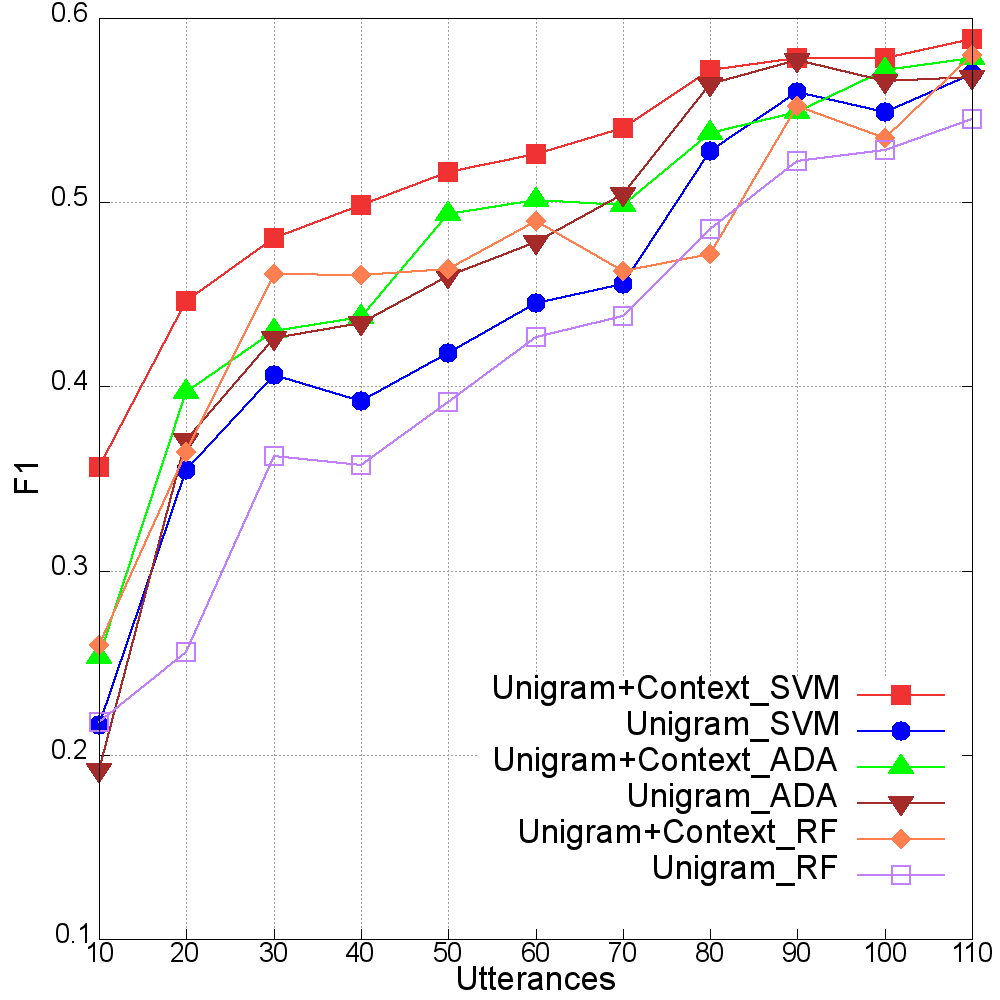 0.6
0.5
0.4
0.3
0.2
0.1
F1
Unigram+Context_SVM
Unigram_SVM
Unigram+Context_ADA
Unigram_ADA
Unigram+Context_RF
Unigram_RF
10 20 30 40 50 60 70 80 90 100 110
Utterances